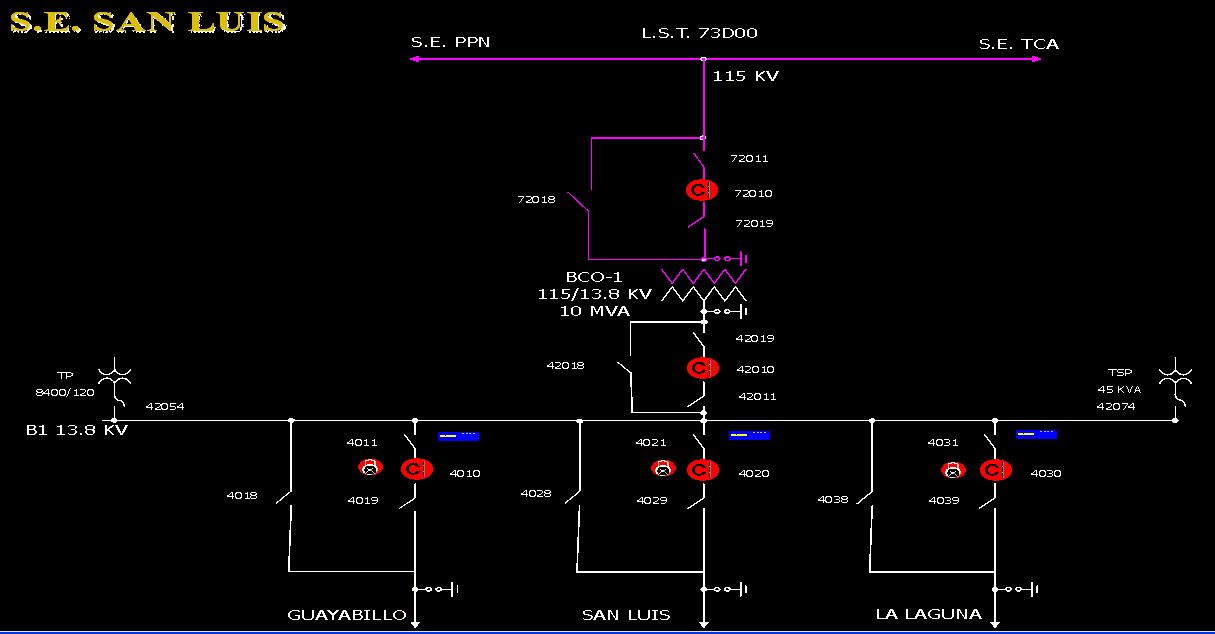 S.E. SAN LUIS
L.S.T. 73D00
S.E. PPN
S.E. TCA
115 KV
72011
72018
72010
72019
BCO-1
115/13.8 KV
10 MVA
42019
42018
42010
42011
TP
8400/120
42054
TSP
45 KVA
42074
B1 13.8 KV
4011
4010
4018
4019
4021
4020
4028
4029
4031
4030
4038
4039
C
C
C
C
C
GUAYABILLO
SAN LUIS
LA LAGUNA